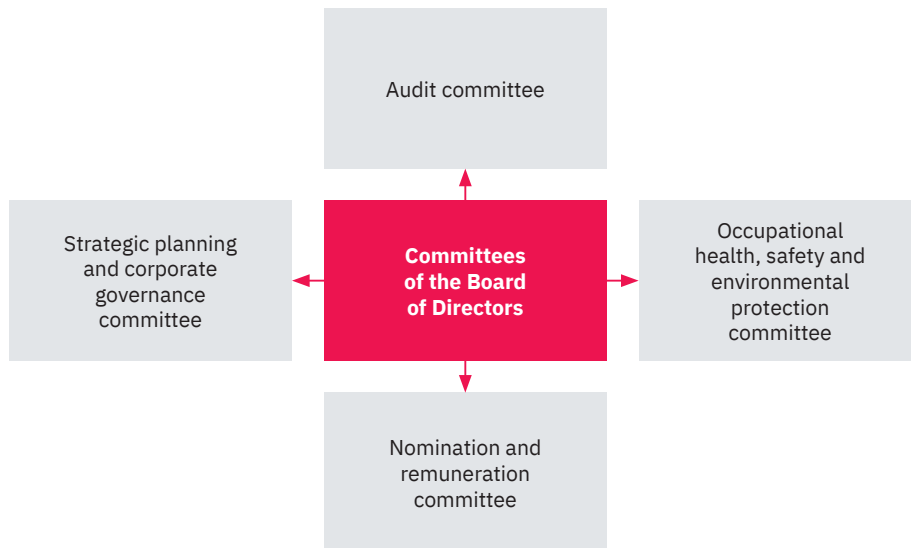 Audit committee
Strategic planning
and corporate
governance
committee
Committees
of the Board
of Directors
Occupational
health, safety and
environmental
protection
committee
Nomination and
remuneration
committee